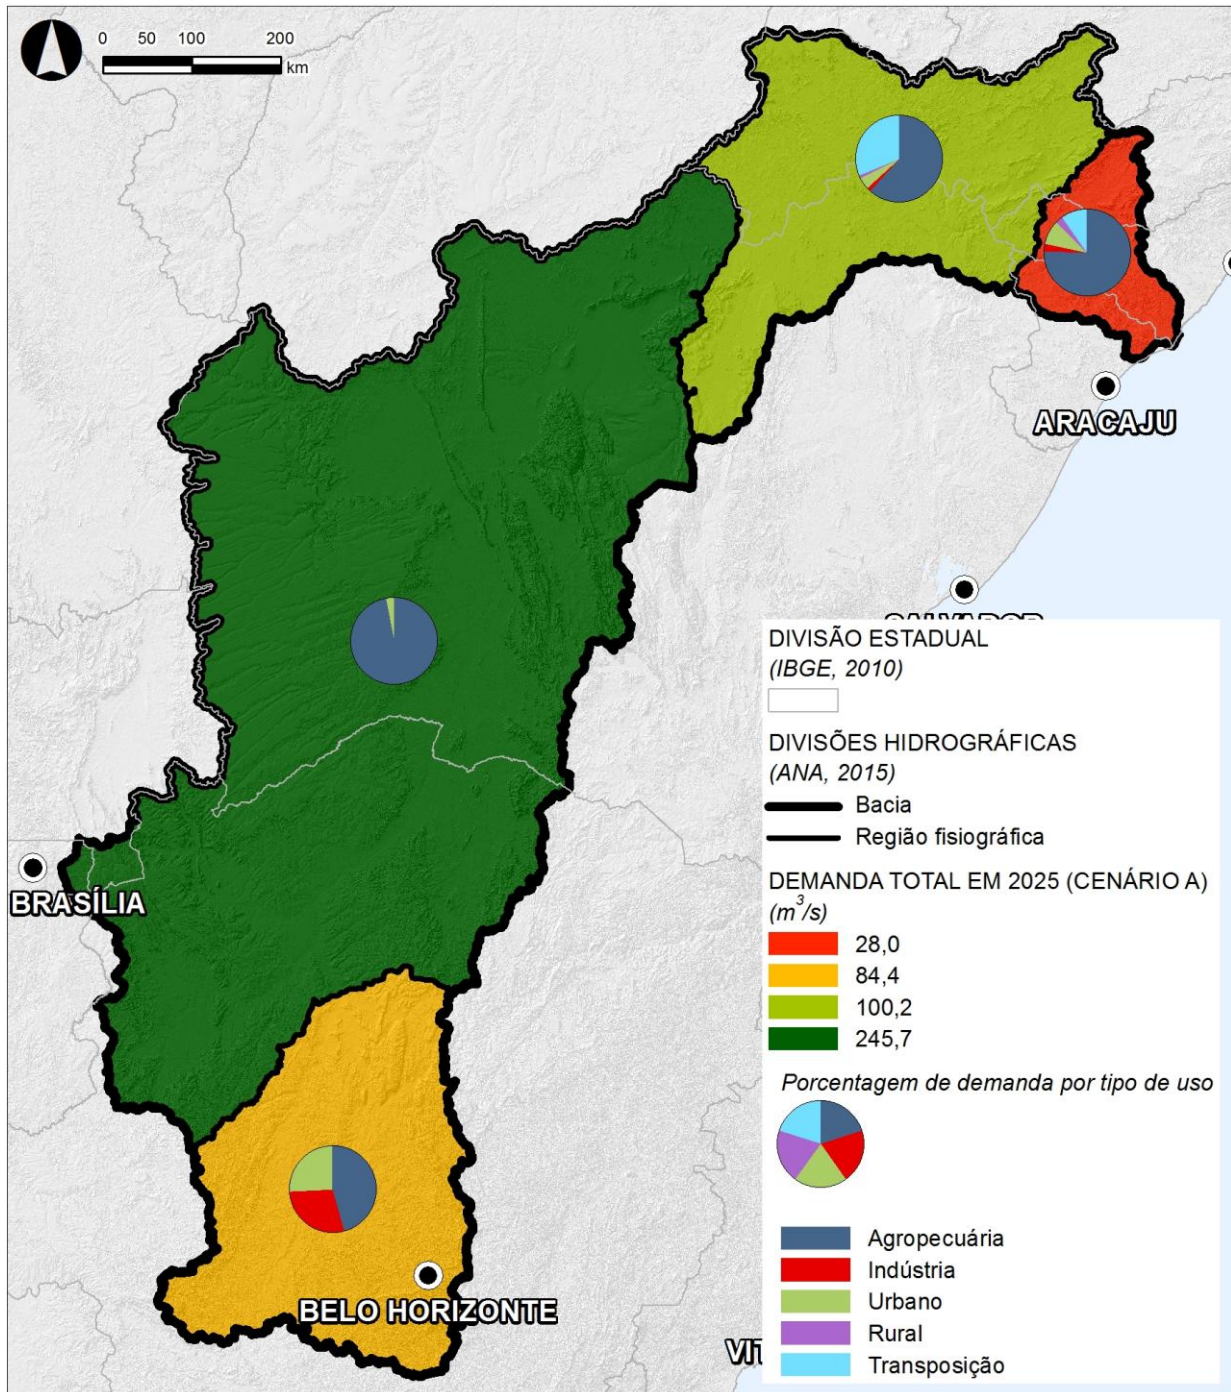 0 50 100 200
km
ARACAJU
DIVISÃO ESTADUAL
(IBGE, 2010)
DIVISÕES HIDROGRÁFICAS
(ANA, 2015)
Bacia
Região fisiográfica
BRASÍLIA
DEMANDA TOTAL EM 2025 (CENÁRIO A)
(m³/s)
28,0
84,4
100,2
245,7
Porcentagem de demanda por tipo de uso
Agropecuária
Indústria
Urbano
Rural
Transposição
BELO HORIZONTE